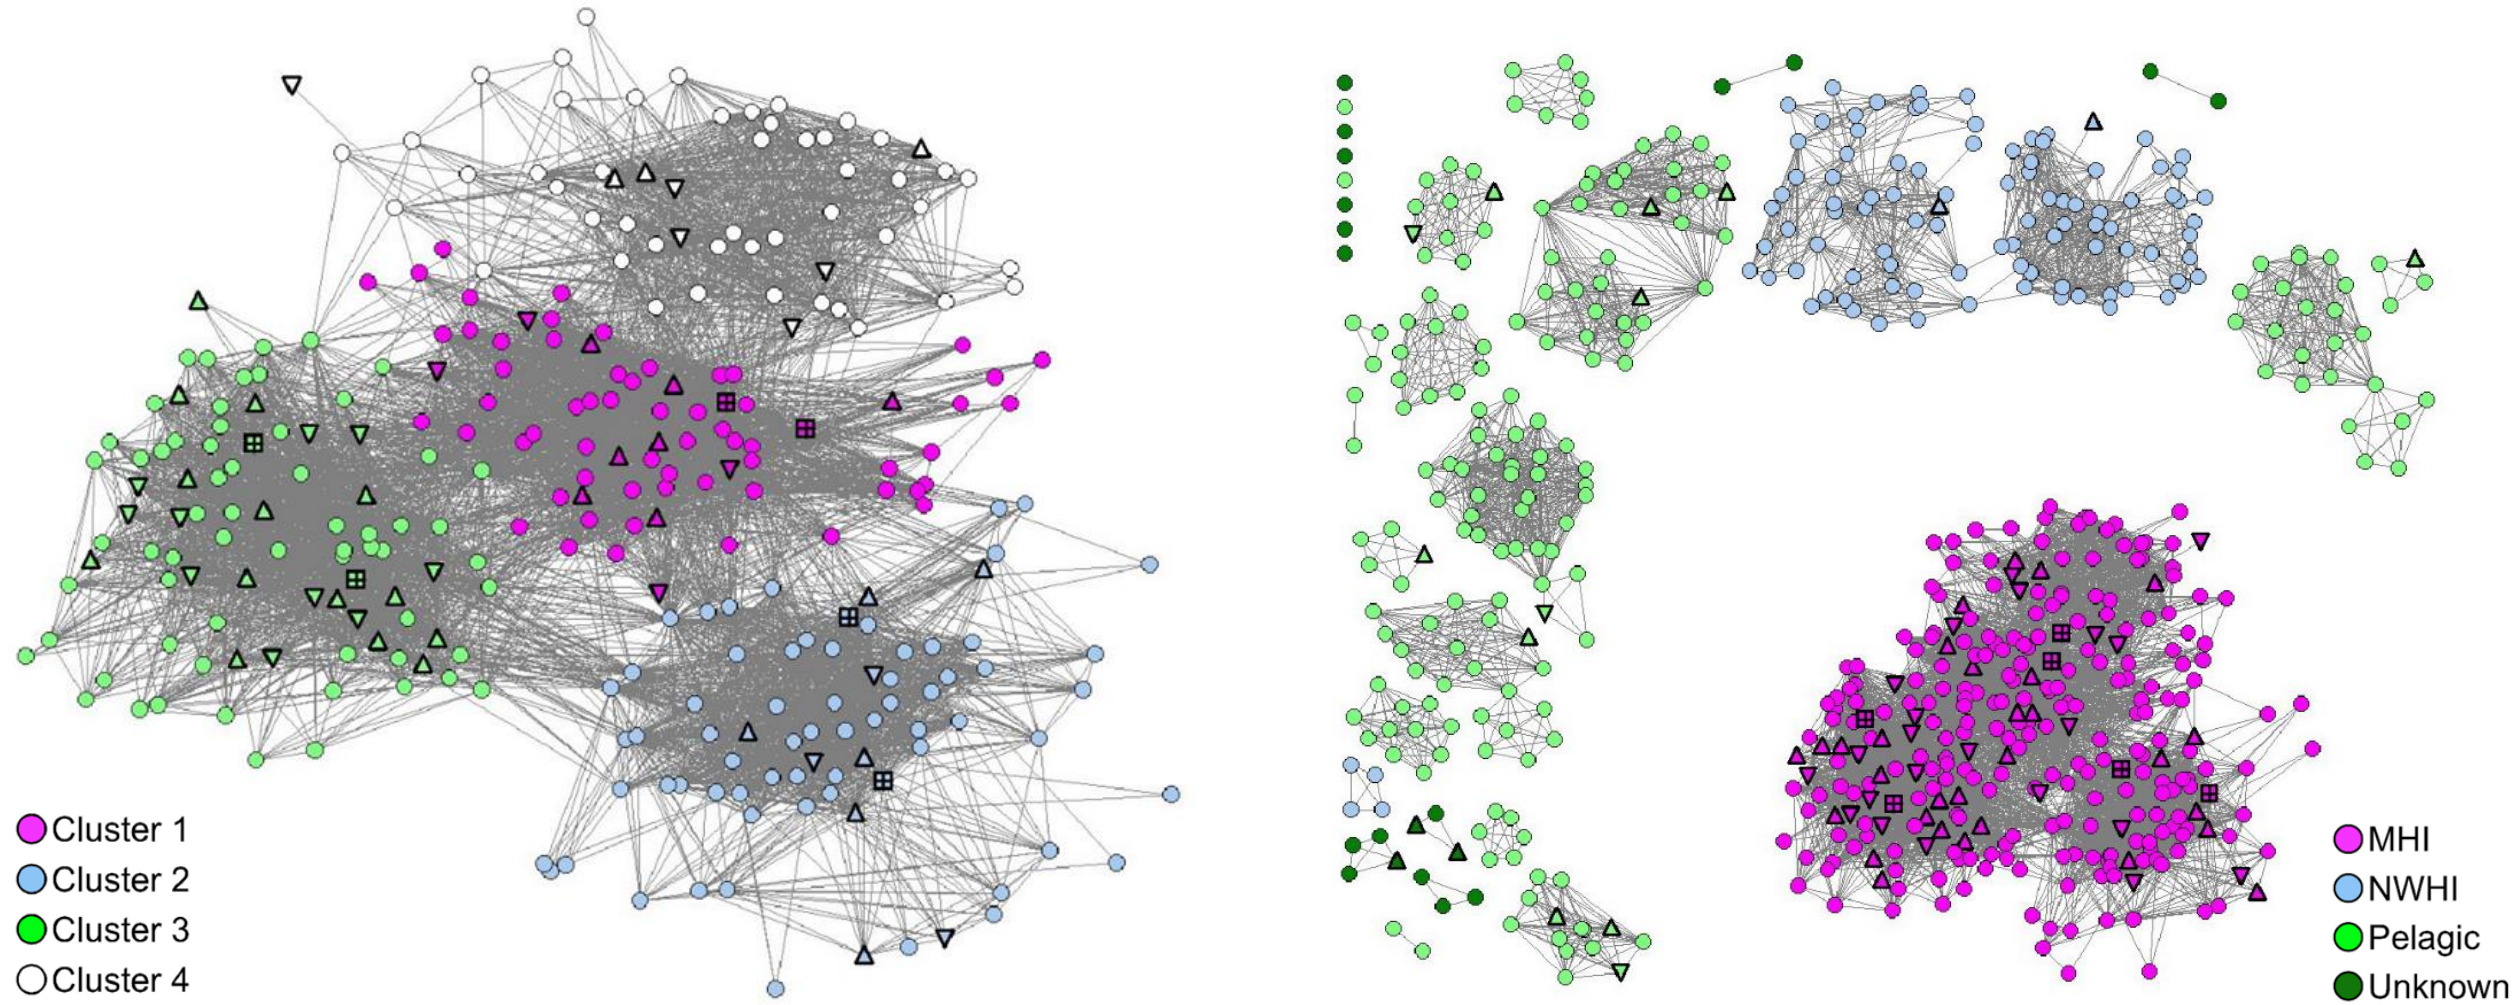 Cluster 1
Cluster 2
Cluster 3
Cluster 4
MHI
NWHI
Pelagic
Unknown